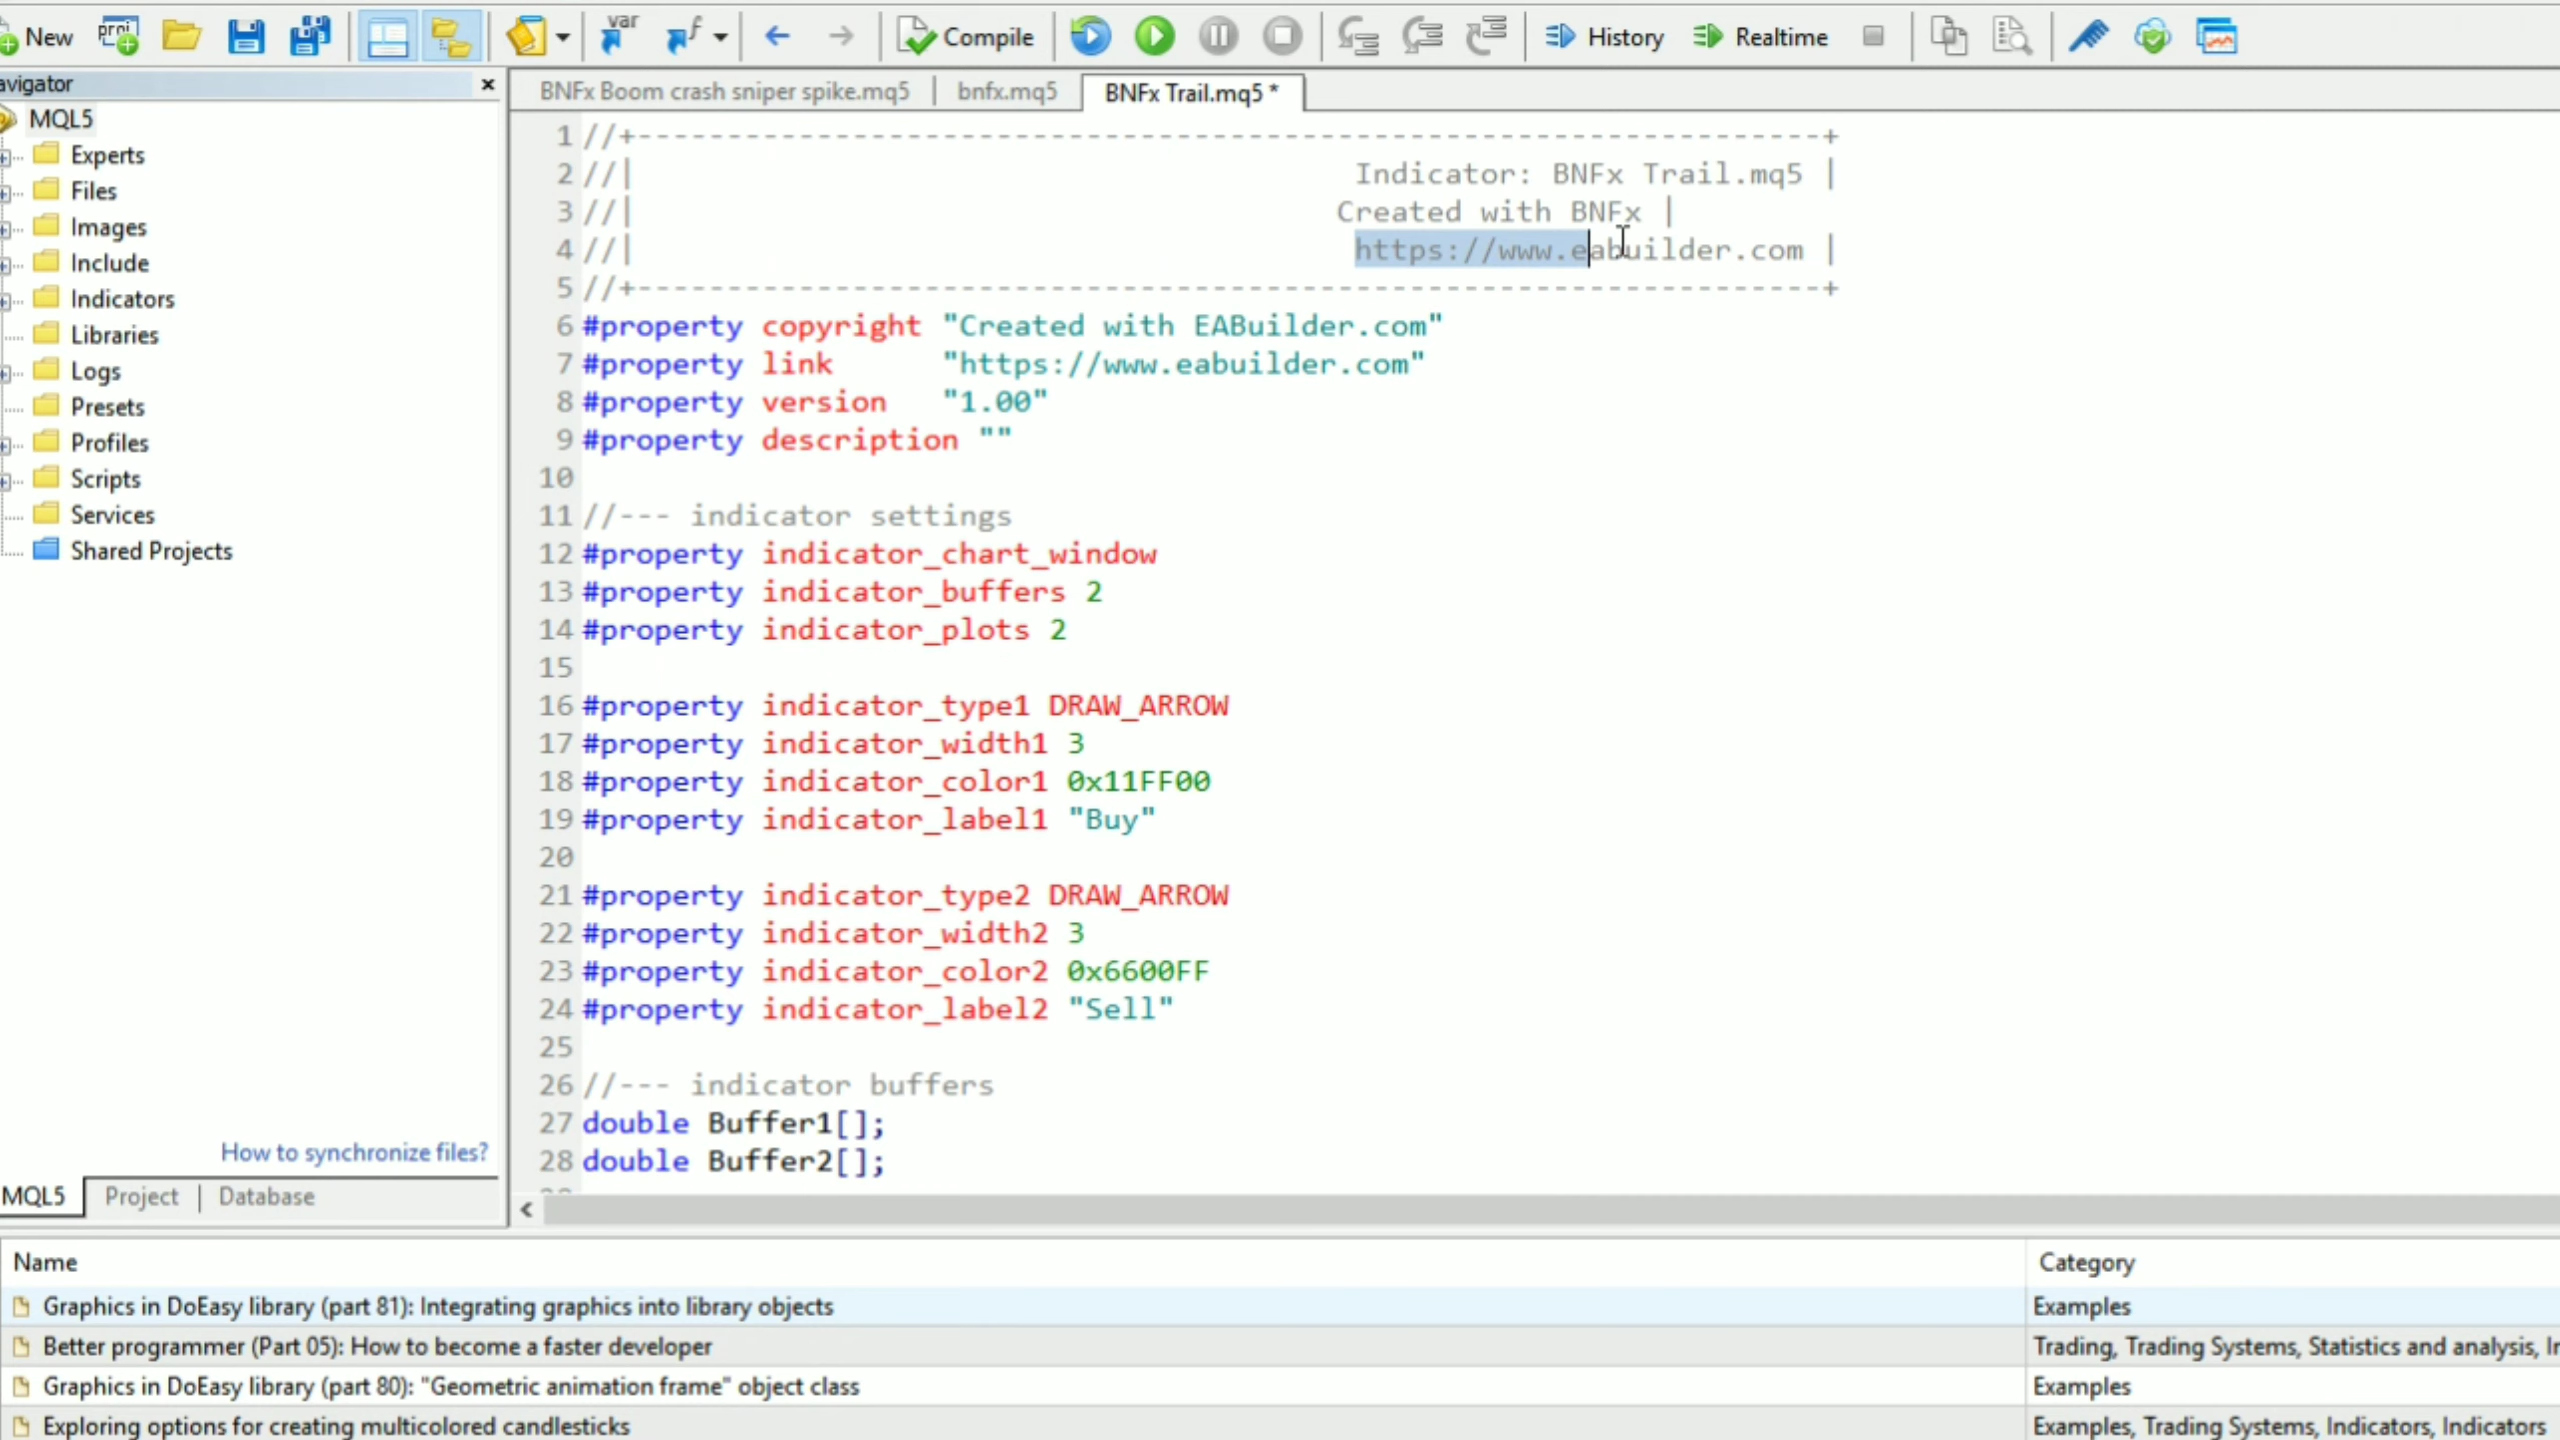 New Compile History Realtime
var
avigator
MQL5
Experts
Files
Images
Include
Indicators
Libraries
Logs
Presets
Profiles
Scripts
Services
Shared Projects
How to synchronize files?
MQL5 Project Database
BNFx Boom crash sniper spike.mq5 bnfx.mq5 BNFx Trail.mq5 *
1 //+------------------------------------------------------------------+
2 //| Indicator: BNFx Trail.mq5 |
3 //| Created with BNFx |
4 //| https://www.eabuilder.com |
5 //+------------------------------------------------------------------+
6 #property copyright "Created with EABuilder.com"
7 #property link "https://www.eabuilder.com"
8 #property version "1.00"
9 #property description ""
10
11 //--- indicator settings
12 #property indicator_chart_window
13 #property indicator_buffers 2
14 #property indicator_plots 2
15
16 #property indicator_type1 DRAW_ARROW
17 #property indicator_width1 3
18 #property indicator_color1 0x11FF00
19 #property indicator_label1 "Buy"
20
21 #property indicator_type2 DRAW_ARROW
22 #property indicator_width2 3
23 #property indicator_color2 0x6600FF
24 #property indicator_label2 "Sell"
25
26 //--- indicator buffers
27 double Buffer1[];
28 double Buffer2[];
Name Category
Graphics in DoEasy library (part 81): Integrating graphics into library objects Examples
Better programmer (Part 05): How to become a faster developer Trading, Trading Systems, Statistics and analysis,
Graphics in DoEasy library (part 80): "Geometric animation frame" object class Examples
Exploring options for creating multicolored candlesticks Examples, Trading Systems, Indicators, Indicators